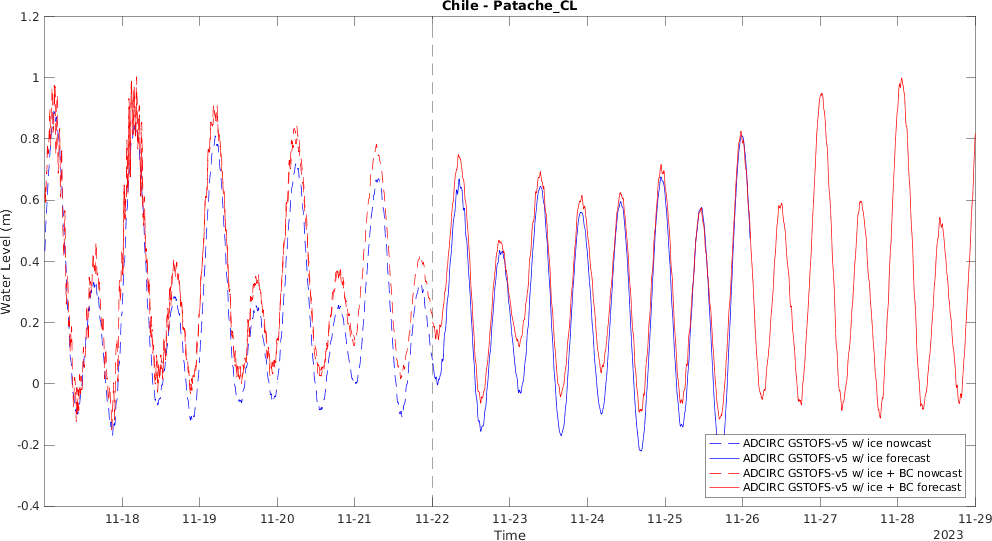 Chile - Patache_CL
1.2
1
0.8
0.6
0.4
0.2
0
-0.2
-0.4
Water Level (m)
ADCIRC GSTOFS-v5 w/ ice nowcast
ADCIRC GSTOFS-v5 w/ ice forecast
ADCIRC GSTOFS-v5 w/ ice + BC nowcast
ADCIRC GSTOFS-v5 w/ ice + BC forecast
11-18 11-19 11-20 11-21 11-22 11-23 11-24 11-25 11-26 11-27 11-28 11-29
Time
2023